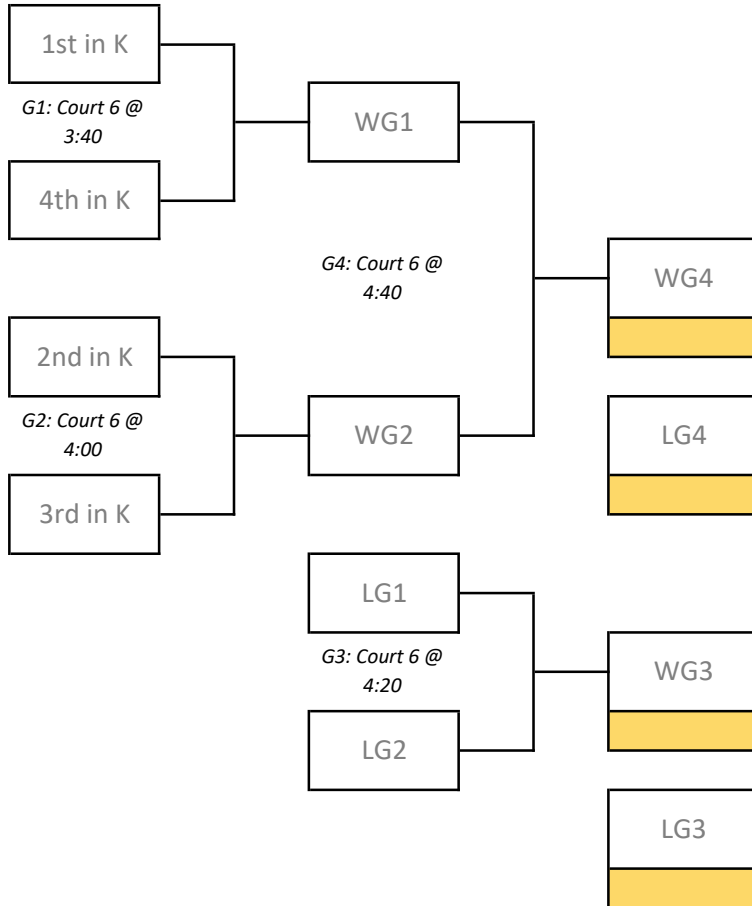 1st in K
G1: Court 6 @
3:40
WG1
4th in K
G4: Court 6 @
4:40
WG4
2nd in K
G2: Court 6 @
4:00
WG2
LG4
3rd in K
LG1
G3: Court 6 @
4:20
WG3
LG2
LG3